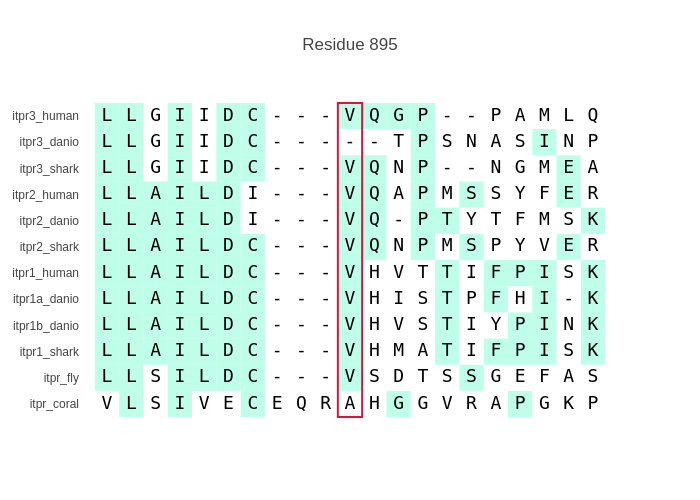 Residue 895
itpr3_human L L G I I D C - - - V Q G P - - P A M L Q
itpr3_danio L L G I I D C - - - - - T P S N A S I N P
itpr3_shark L L G I I D C - - - V Q N P - - N G M E A
itpr2_human L L A I L D I - - - V Q A P M S S Y F E R
itpr2_danio L L A I L D I - - - V Q - P T Y T F M S K
itpr2_shark L L A I L D C - - - V Q N P M S P Y V E R
itpr1_human L L A I L D C - - - V H V T T I F P I S K
itpr1a_danio L L A I L D C - - - V H I S T P F H I - K
itpr1b_danio L L A I L D C - - - V H V S T I Y P I N K
itpr1_shark L L A I L D C - - - V H M A T I F P I S K
itpr_fly L L S I L D C - - - V S D T S S G E F A S
itpr_coral V L S I V E C E Q R A H G G V R A P G K P